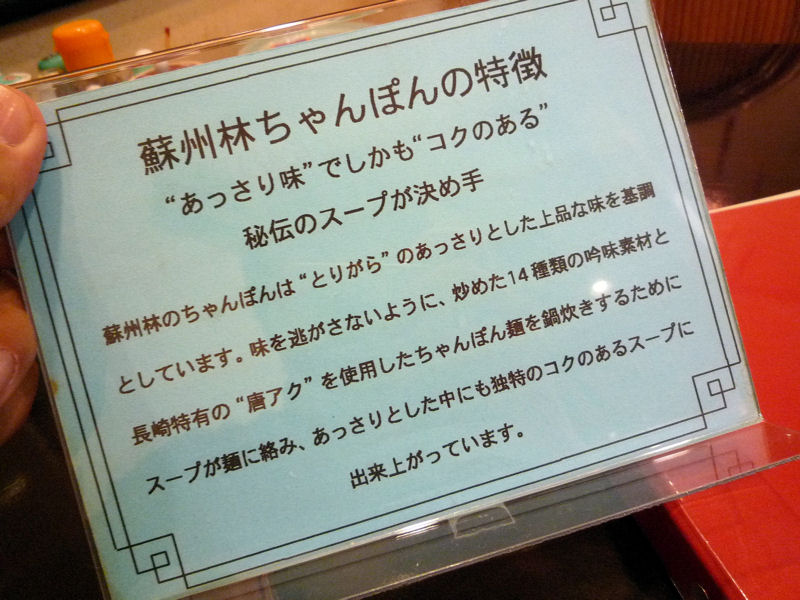 蘇州林ちゃんぽんの特徴
“あっさり味”でしかも“コクのある”
秘伝のスープが決め手
蘇州林のちゃんぽんは“とりがら”のあっさりとした上品な味を基調
としています。味を逃がさないように、炒めた14種類の吟味素材と
長崎特有の“唐アク”を使用したちゃんぽん麺を鍋炊きするために
スープが麺に絡み、あっさりとした中にも独特のコクのあるスープに
出来上がっています。